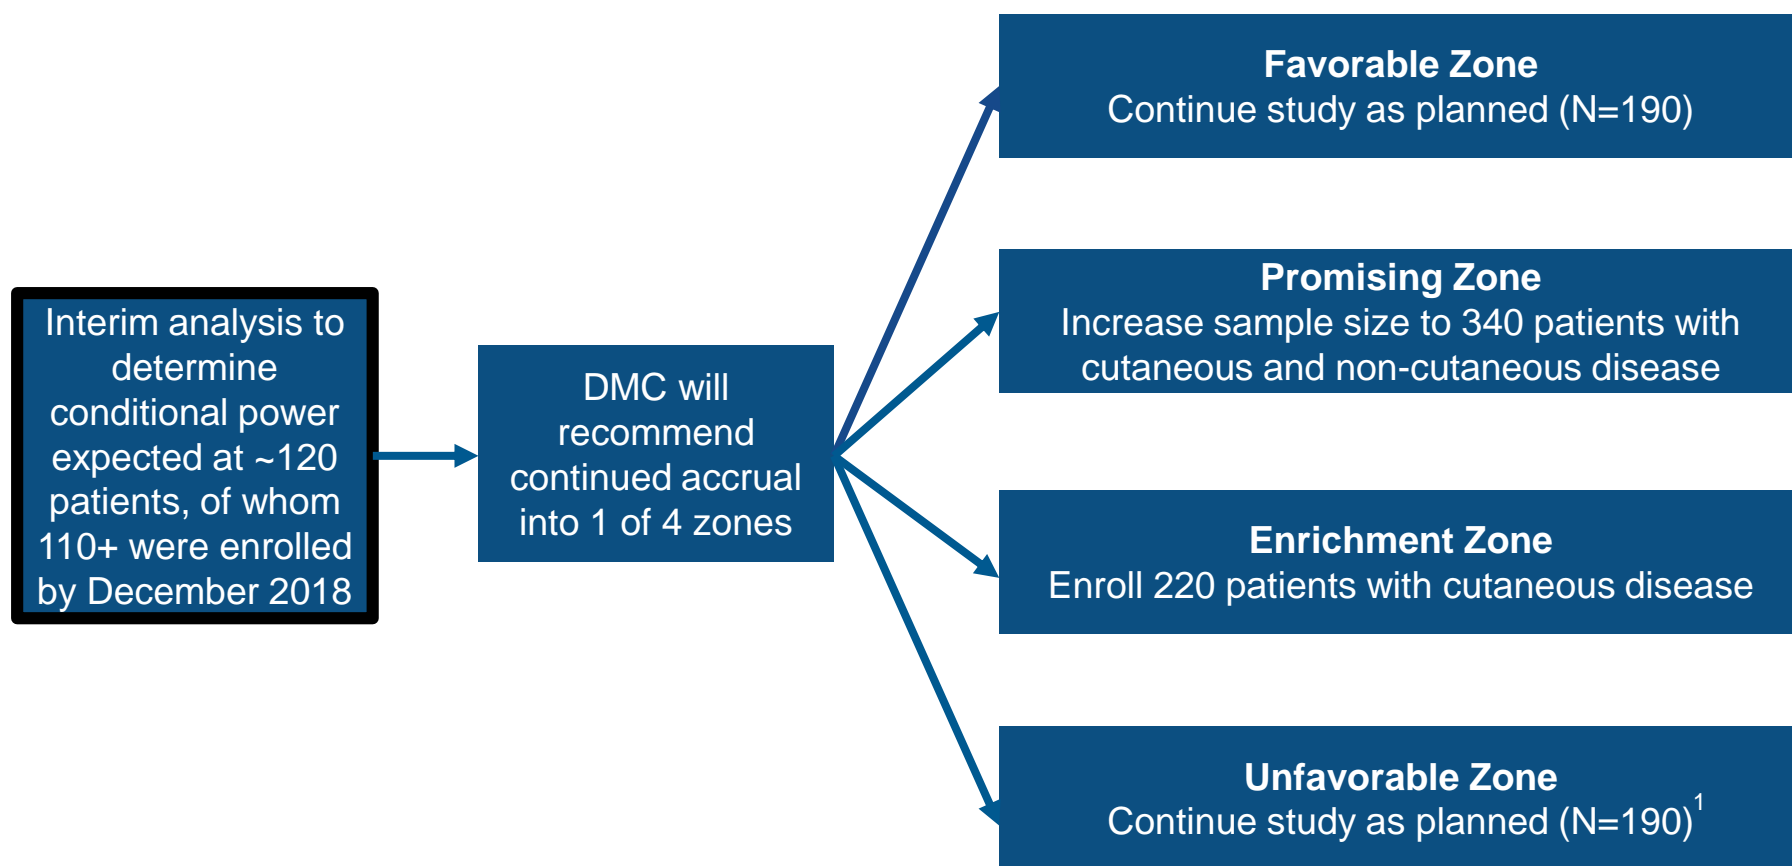 Interim analysis to
determine
conditional power
expected at ~120
patients, of whom
110+ were enrolled
by December 2018
DMC will
recommend
continued accrual
into 1 of 4 zones
Favorable Zone
Continue study as planned (N=190)
Promising Zone
Increase sample size to 340 patients with
cutaneous and non-cutaneous disease
Enrichment Zone
Enroll 220 patients with cutaneous disease
Unfavorable Zone
Continue study as planned (N=190)1